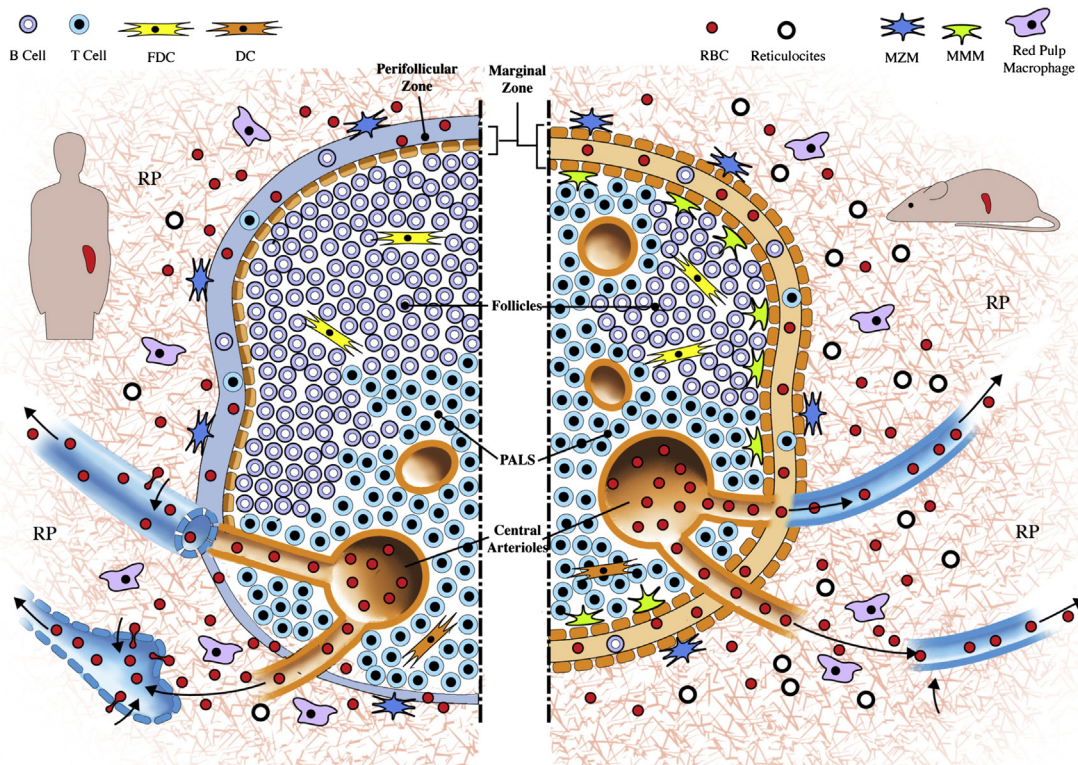 B Cell
T Cell
FDC
DC
RBC
Reticulocites
MZM
MMM
Red Pulp
Macrophage
Perifollicular
Zone
Marginal
Zone
RP
RP
Follicles
PALS
Central
Arterioles
RP
RP